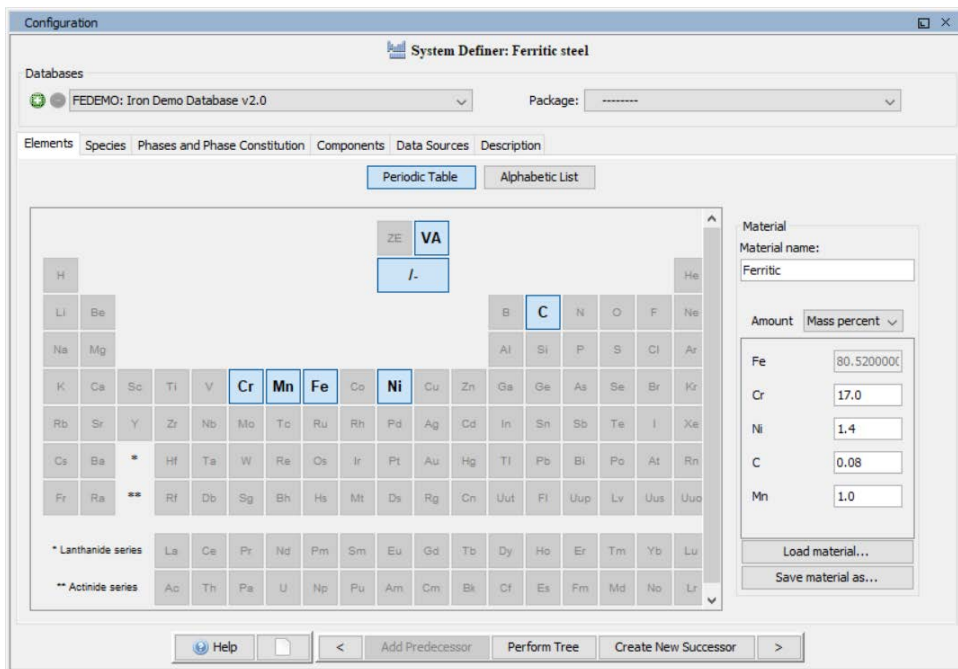 Configuration
System Definer: Ferritic steel
Databases
FEDEMO: Iron Demo Database v2.0 Package: --------
Elements Species Phases and Phase Constitution Components Data Sources Description
Periodic Table Alphabetic List
ZE VA
/-
H He
Li Be B C N O F Ne
Na Mg Al Si P S Cl Ar
K Ca Sc Ti V Cr Mn Fe Co Ni Cu Zn Ga Ge As Se Br Kr
Rb Sr Y Zr Nb Mo Tc Ru Rh Pd Ag Cd In Sn Sb Te I Xe
Cs Ba * Hf Ta W Re Os Ir Pt Au Hg Tl Pb Bi Po At Rn
Fr Ra ** Rf Db Sg Bh Hs Mt Ds Rg Cn Uut Fl Uup Lv Uus Uuo
* Lanthanide series La Ce Pr Nd Pm Sm Eu Gd Tb Dy Ho Er Tm Yb Lu
** Actinide series Ac Th Pa U Np Pu Am Cm Bk Cf Es Fm Md No Lr
Material
Material name:
Ferritic
Amount Mass percent
Fe 80.5200000
Cr 17.0
Ni 1.4
C 0.08
Mn 1.0
Load material...
Save material as...
Help < Add Predecessor Perform Tree Create New Successor >